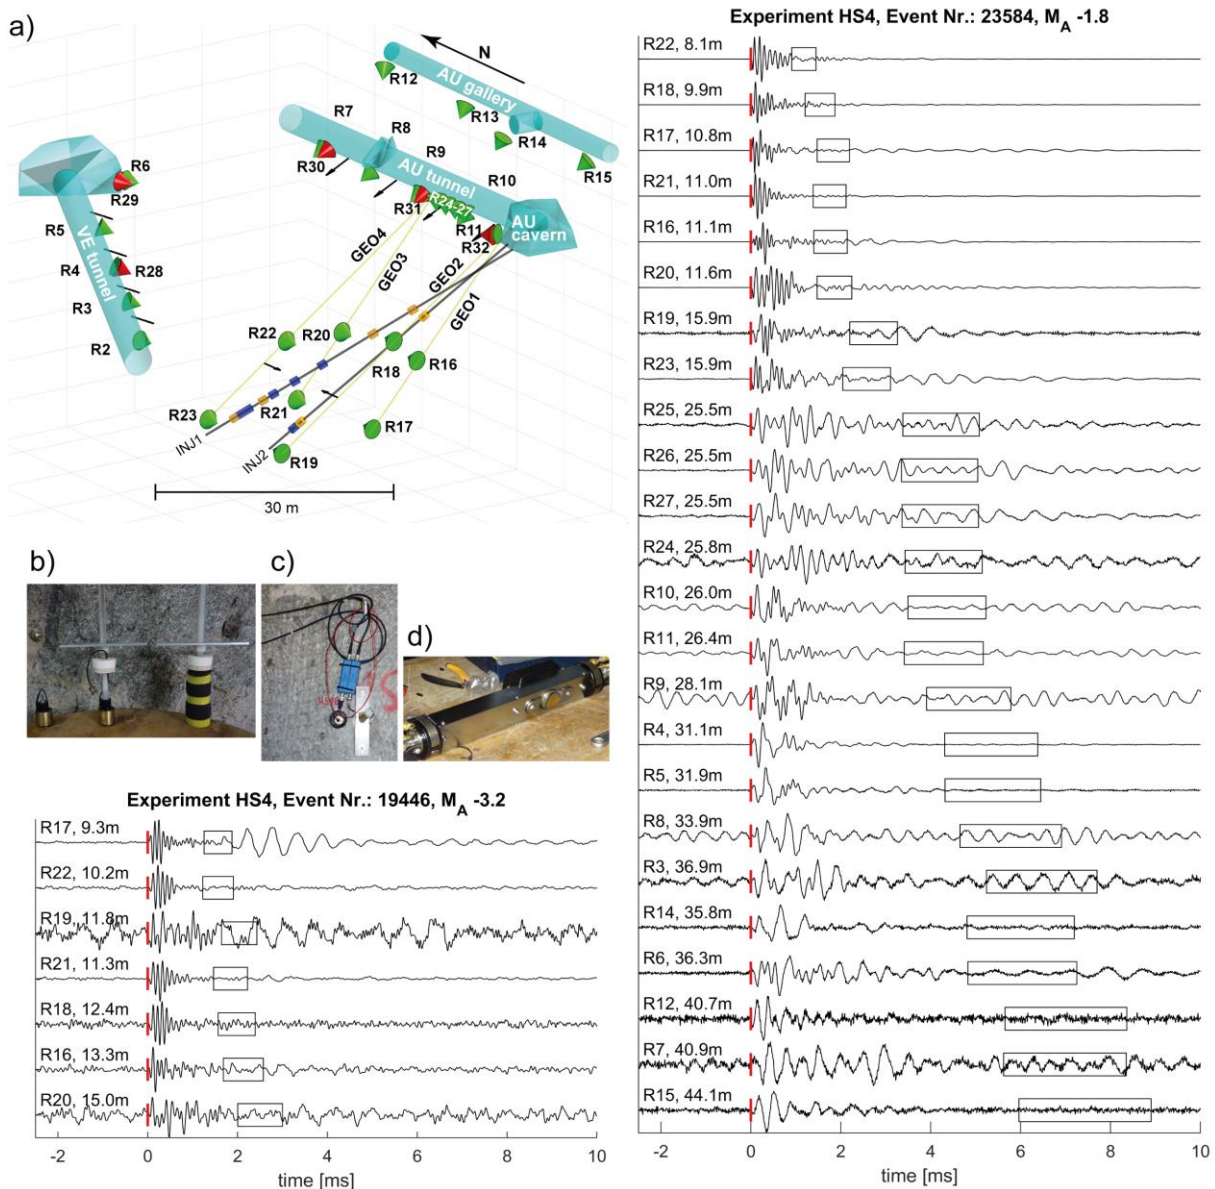 a)
N
AU gallery
R12
R13
R14
R15
R7
R8
R9
R10
R30
AU tunnel
R31
R24-27
R11
R32
AU
cavern
R6
R29
R5
R4
R28
VE tunnel
R3
R2
GEO4
GEO3
GEO2
GEO1
R22
R20
R18
R16
R23
R21
R17
R19
INJ1
INJ2
30 m
b)
c)
d)
Experiment HS4, Event Nr.: 19446, M_A -3.2
R17, 9.3m
R22, 10.2m
R19, 11.8m
R21, 11.3m
R18, 12.4m
R16, 13.3m
R20, 15.0m
-2 0 2 4 6 8 10
time [ms]
Experiment HS4, Event Nr.: 23584, M_A -1.8
R22, 8.1m
R18, 9.9m
R17, 10.8m
R21, 11.0m
R16, 11.1m
R20, 11.6m
R19, 15.9m
R23, 15.9m
R25, 25.5m
R26, 25.5m
R27, 25.5m
R24, 25.8m
R10, 26.0m
R11, 26.4m
R9, 28.1m
R4, 31.1m
R5, 31.9m
R8, 33.9m
R3, 36.9m
R14, 35.8m
R6, 36.3m
R12, 40.7m
R7, 40.9m
R15, 44.1m
-2 0 2 4 6 8 10
time [ms]